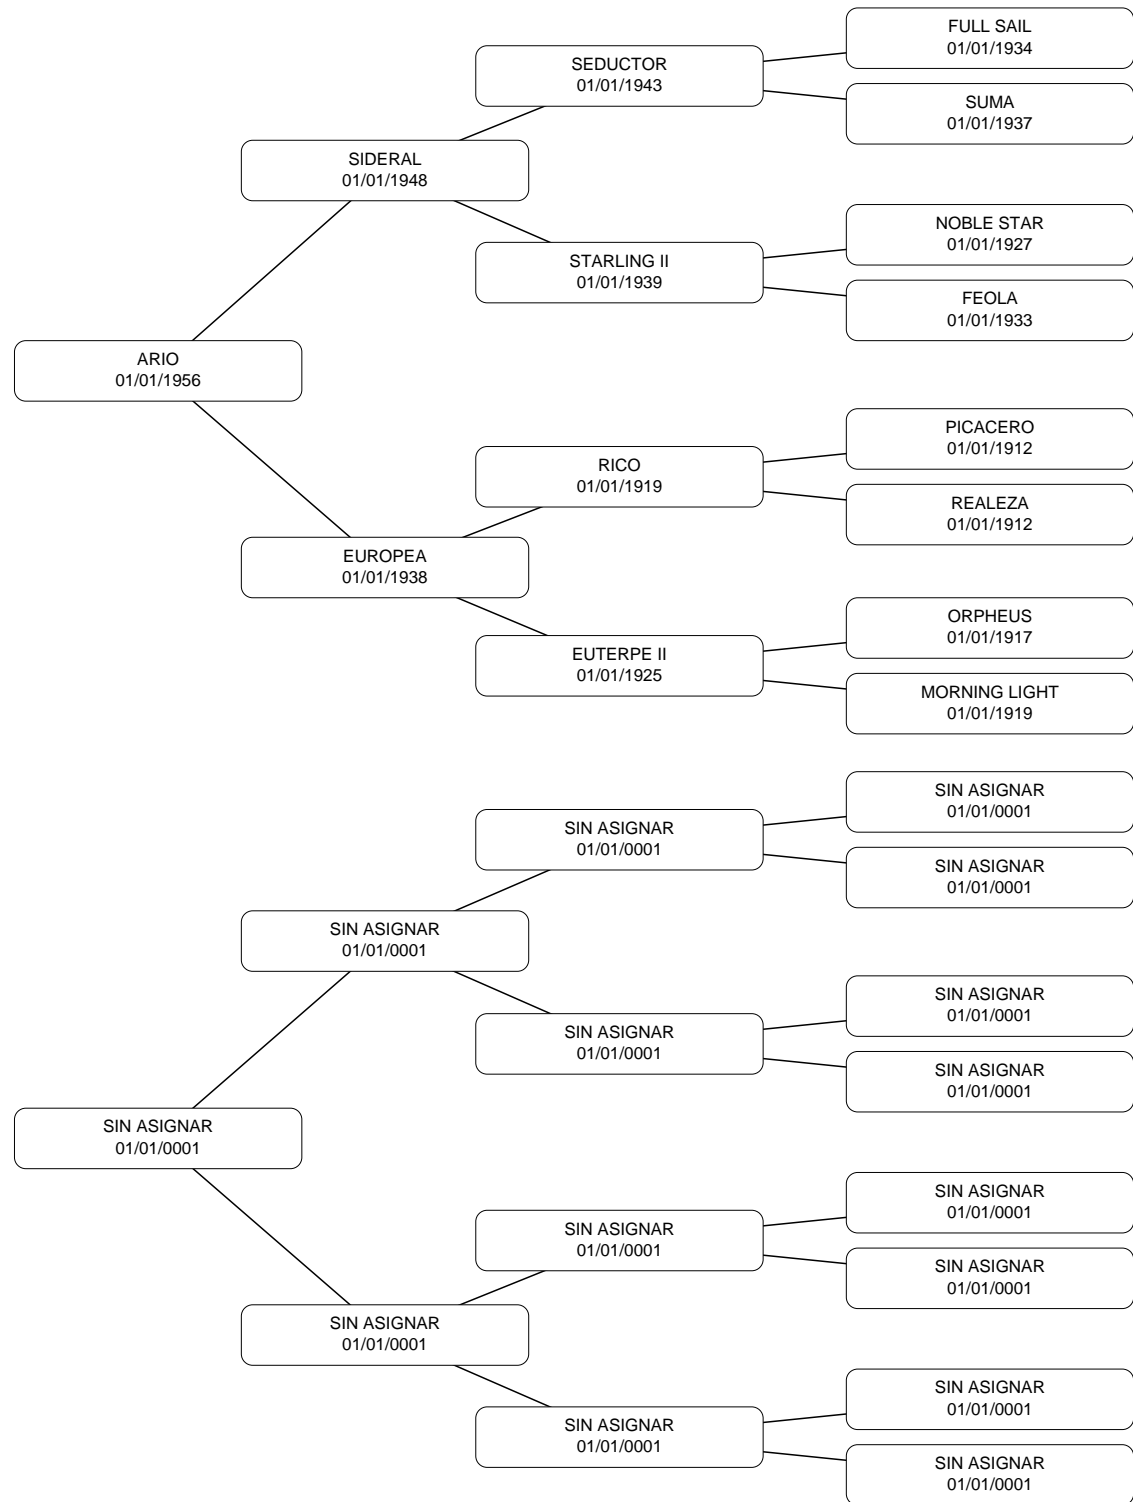 FULL SAIL
01/01/1934
SEDUCTOR
01/01/1943
SUMA
01/01/1937
SIDERAL
01/01/1948
NOBLE STAR
01/01/1927
STARLING II
01/01/1939
FEOLA
01/01/1933
ARIO
01/01/1956
PICACERO
01/01/1912
RICO
01/01/1919
REALEZA
01/01/1912
EUROPEA
01/01/1938
ORPHEUS
01/01/1917
EUTERPE II
01/01/1925
MORNING LIGHT
01/01/1919
SIN ASIGNAR
01/01/0001
SIN ASIGNAR
01/01/0001
SIN ASIGNAR
01/01/0001
SIN ASIGNAR
01/01/0001
SIN ASIGNAR
01/01/0001
SIN ASIGNAR
01/01/0001
SIN ASIGNAR
01/01/0001
SIN ASIGNAR
01/01/0001
SIN ASIGNAR
01/01/0001
SIN ASIGNAR
01/01/0001
SIN ASIGNAR
01/01/0001
SIN ASIGNAR
01/01/0001
SIN ASIGNAR
01/01/0001
SIN ASIGNAR
01/01/0001
SIN ASIGNAR
01/01/0001